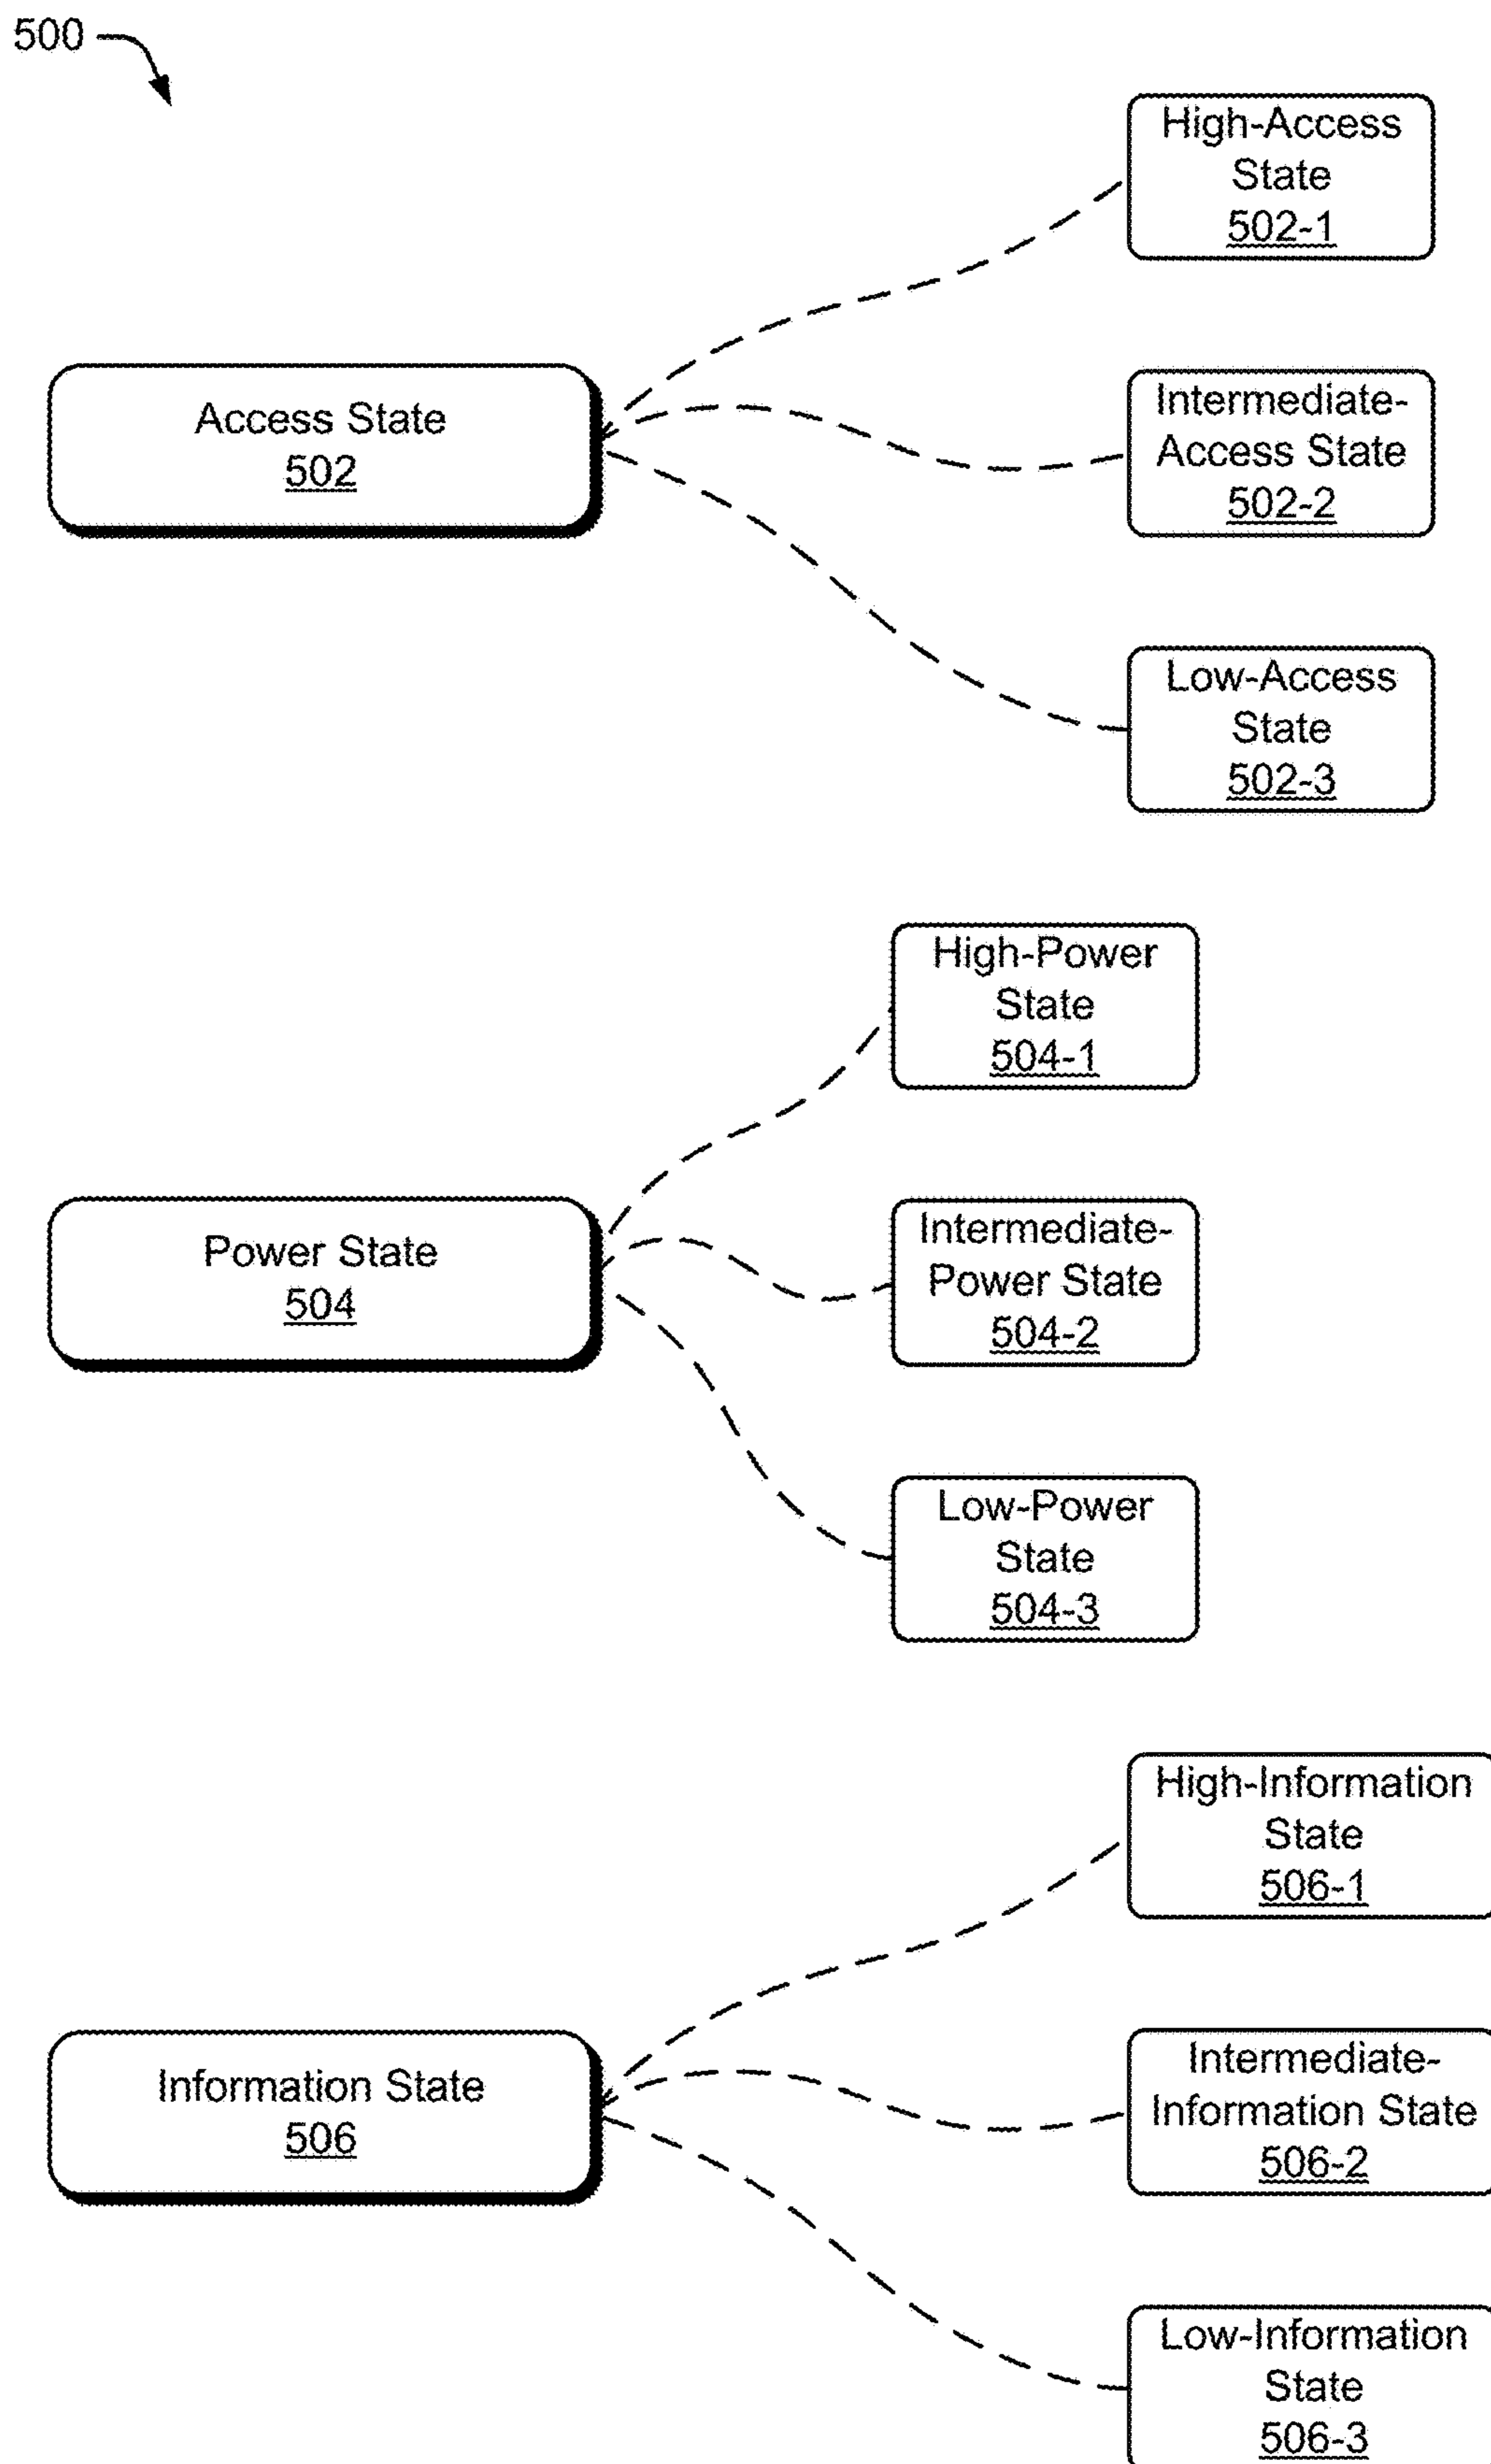 500
High-Access
State
502-1
Access State
502
Intermediate-
Access State
502-2
Low-Access
State
502-3
High-Power
State
504-1
Power State
504
Intermediate-
Power State
504-2
Low-Power
State
504-3
High-Information
State
506-1
Information State
506
Intermediate-
Information State
506-2
Low-Information
State
506-3